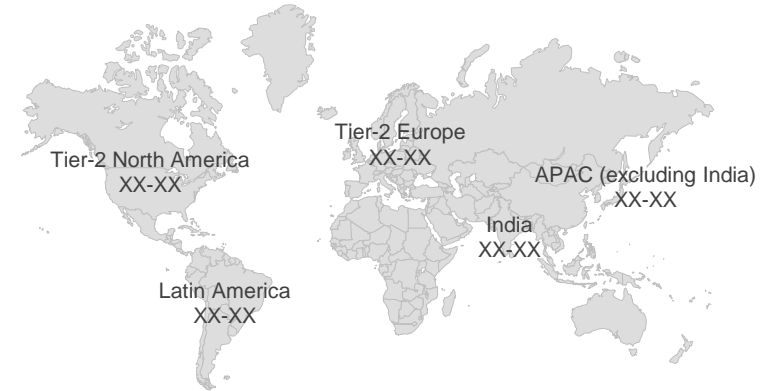 Tier-2 Europe
XX-XX
Tier-2 North America
XX-XX
APAC (excluding India)
XX-XX
India
XX-XX
Latin America
XX-XX